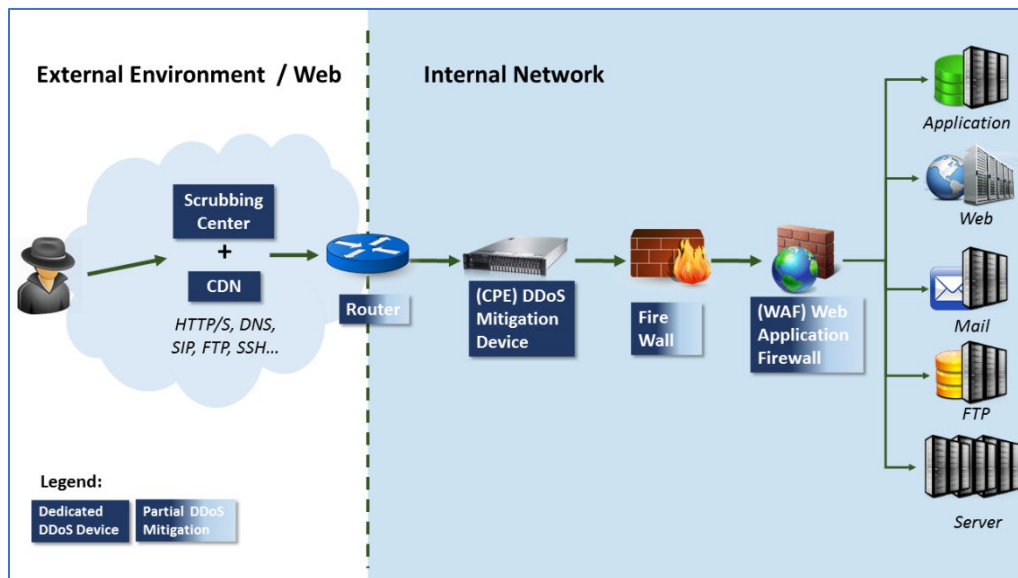 External Environment / Web
Internal Network
Scrubbing
Center
+
CDN
HTTP/S, DNS,
SIP, FTP, SSH...
Router
(CPE) DDoS
Mitigation
Device
Fire
Wall
(WAF) Web
Application
Firewall
Application
Web
Mail
FTP
Server
Legend:
Dedicated
DDoS Device
Partial DDoS
Mitigation